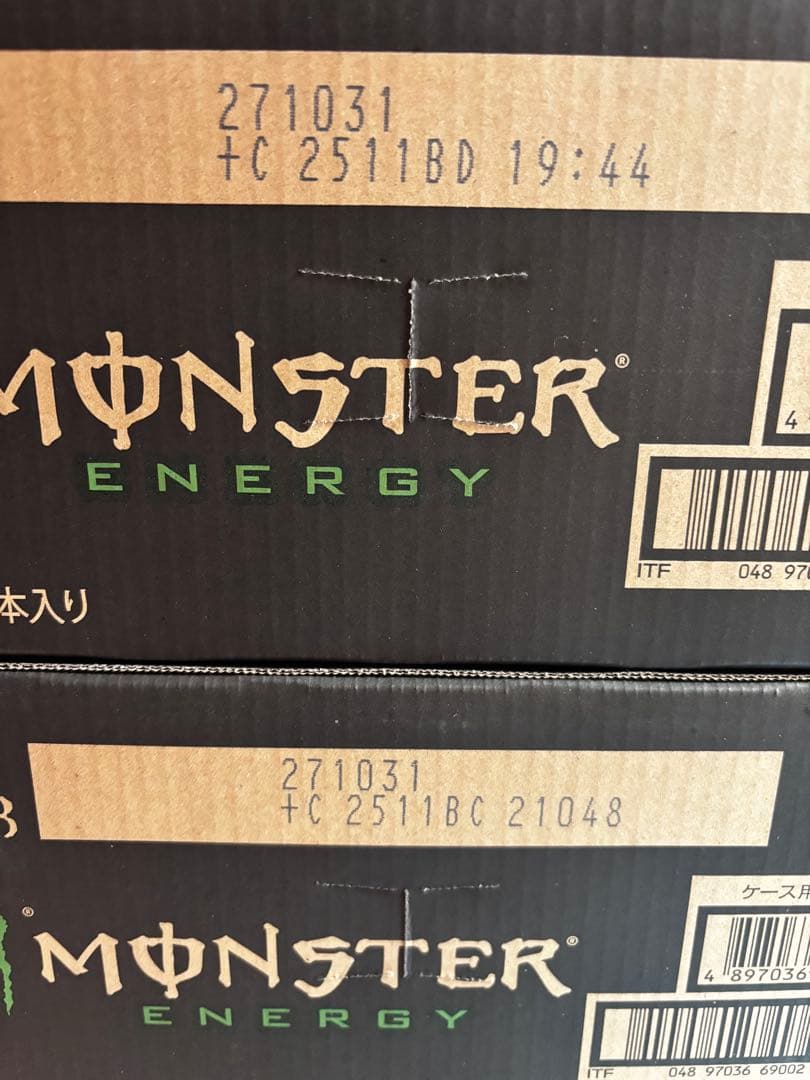 271031
+C 2511BD 19:44
MONSTER®
ENERGY
4
ITF 048 970
本入り
271031
+C 2511BC 21048
ケース用
® MONSTER®
ENERGY
4 897036
ITF 048 97036 69002